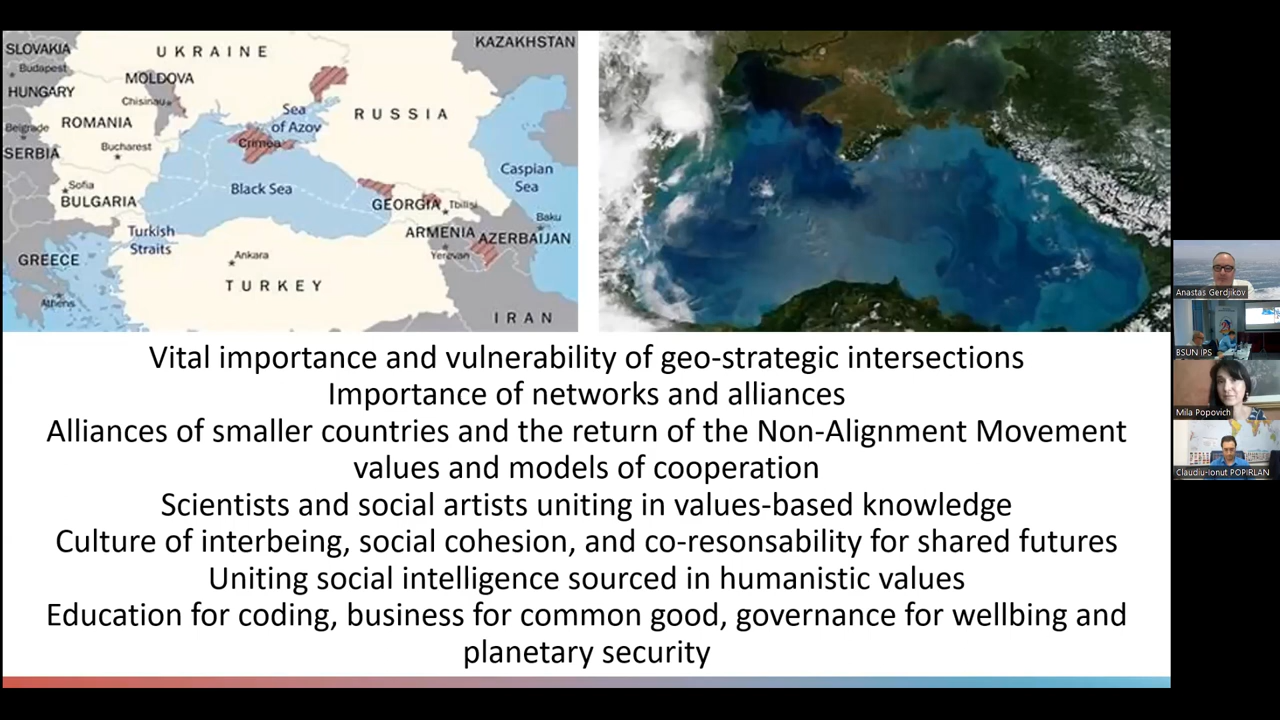 SLOVAKIA
UKRAINE
KAZAKHSTAN
Budapest
MOLDOVA
HUNGARY
Chisinau
Sea
of Azov
RUSSIA
ROMANIA
Belgrade
Bucharest
Crimea
SERBIA
Caspian
Sea
Sofia
Black Sea
BULGARIA
GEORGIA
Tbilisi
Turkish
Straits
ARMENIA
Baku
AZERBAIJAN
GREECE
Ankara
Yerevan
TURKEY
Athens
IRAN
Vital importance and vulnerability of geo-strategic intersections
Importance of networks and alliances
Alliances of smaller countries and the return of the Non-Alignment Movement
values and models of cooperation
Scientists and social artists uniting in values-based knowledge
Culture of interbeing, social cohesion, and co-resonsability for shared futures
Uniting social intelligence sourced in humanistic values
Education for coding, business for common good, governance for wellbing and
planetary security
Anastas Gerdjikov
BSUN IPS
Mila Popovich
Claudiu-Ionut POPIRLAN